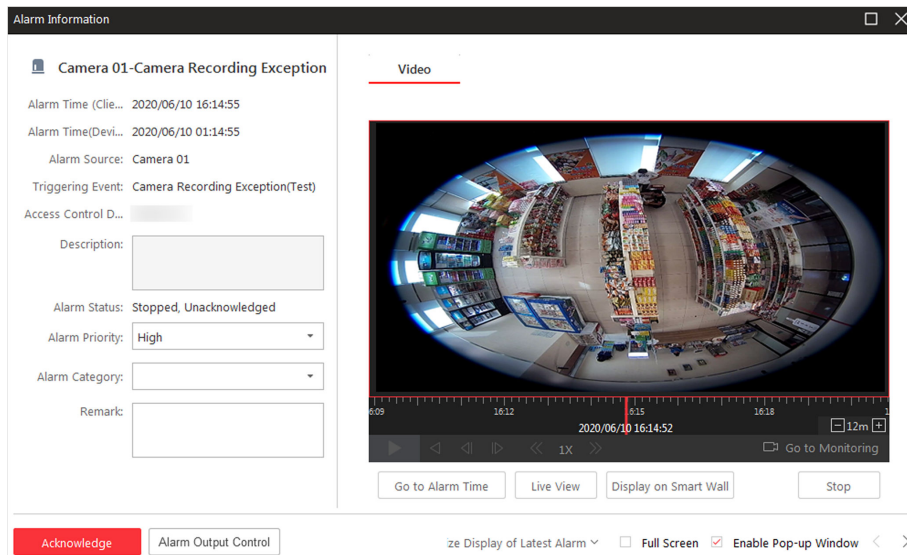 Alarm Information
Camera 01-Camera Recording Exception
Alarm Time (Clie... 2020/06/10 16:14:55
Alarm Time(Devi... 2020/06/10 01:14:55
Alarm Source: Camera 01
Triggering Event: Camera Recording Exception(Test)
Access Control D...
Description:
Alarm Status: Stopped, Unacknowledged
Alarm Priority: High
Alarm Category:
Remark:
Video
6:09 16:12 16:15 16:18 1
2020/06/10 16:14:52
12m
1X
Go to Monitoring
Go to Alarm Time Live View Display on Smart Wall Stop
Acknowledge Alarm Output Control ze Display of Latest Alarm Full Screen Enable Pop-up Window